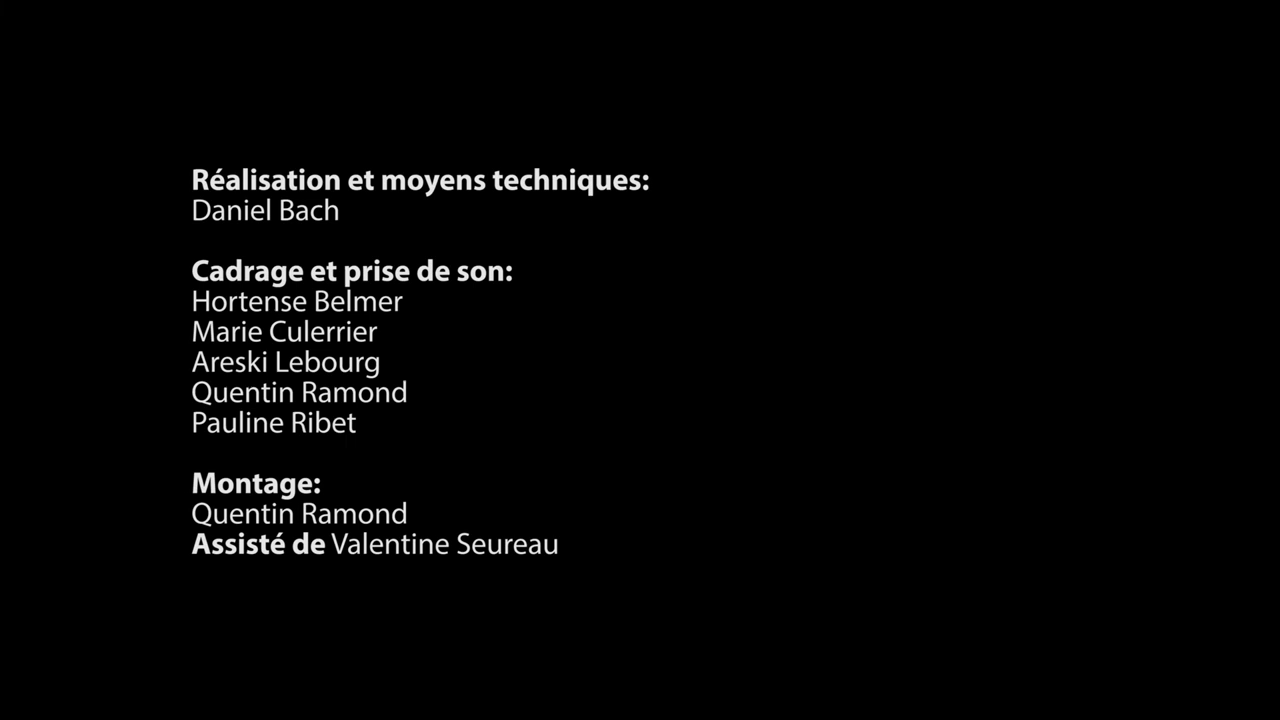 Réalisation et moyens techniques:
Daniel Bach
Cadrage et prise de son:
Hortense Belmer
Marie Culerrier
Areski Lebourg
Quentin Ramond
Pauline Ribet
Montage:
Quentin Ramond
Assisté de Valentine Seureau